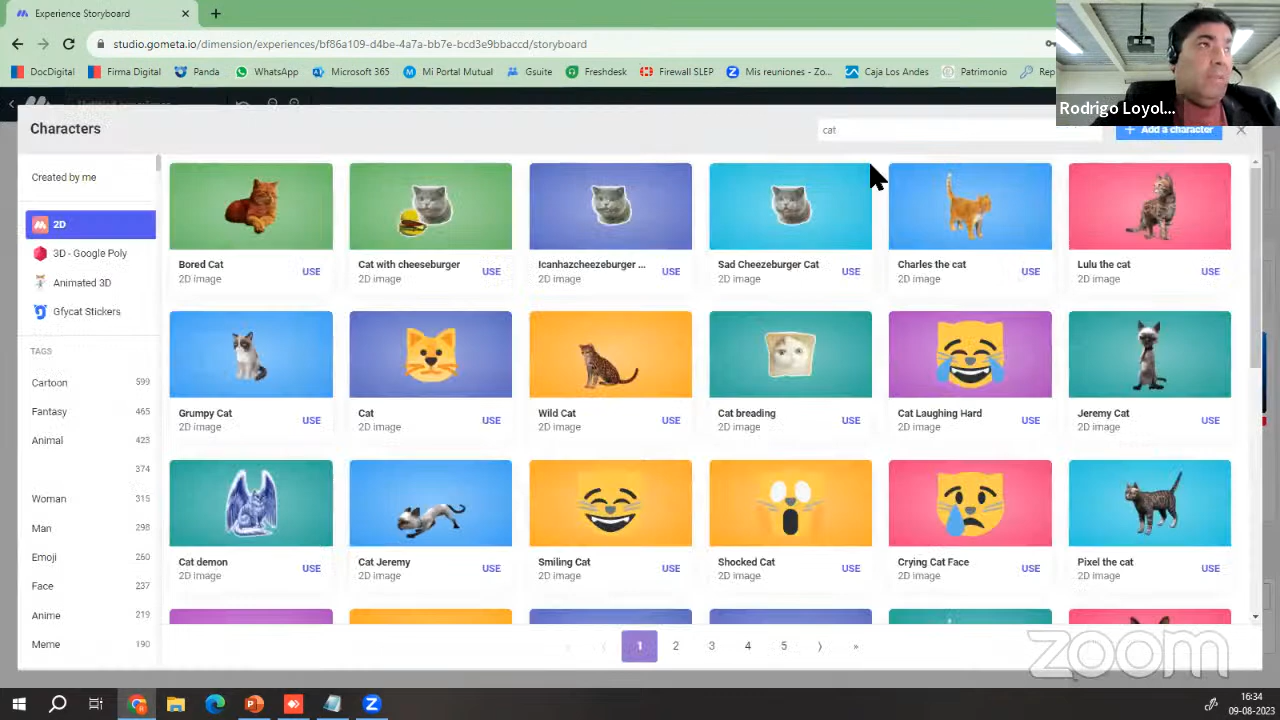 Experience Storyboard
studio.gometa.io/dimension/experiences/bf86a109-d4be-4a7a-bf7e-bcd3e9bbaccd/storyboard
DocDigital Firma Digital Panda WhatsApp Microsoft 365 Mi Portal Mutual Gsuite Freshdesk Firewall SLEP Mis reuniones - Zo... Caja Los Andes Patrimonio Rep
Rodrigo Loyol...
Characters
cat
Add a character
Created by me
2D
3D - Google Poly
Animated 3D
Gfycat Stickers
TAGS
Cartoon 599
Fantasy 465
Animal 423
374
Woman 315
Man 298
Emoji 260
Face 237
Anime 219
Meme 190
Bored Cat
2D image USE
Cat with cheeseburger
2D image USE
Icanhazcheezeburger ...
2D image USE
Sad Cheezeburger Cat
2D image USE
Charles the cat
2D image USE
Lulu the cat
2D image USE
Grumpy Cat
2D image USE
Cat
2D image USE
Wild Cat
2D image USE
Cat breading
2D image USE
Cat Laughing Hard
2D image USE
Jeremy Cat
2D image USE
Cat demon
2D image USE
Cat Jeremy
2D image USE
Smiling Cat
2D image USE
Shocked Cat
2D image USE
Crying Cat Face
2D image USE
Pixel the cat
2D image USE
1 2 3 4 5
zoom
16:34
09-08-2023